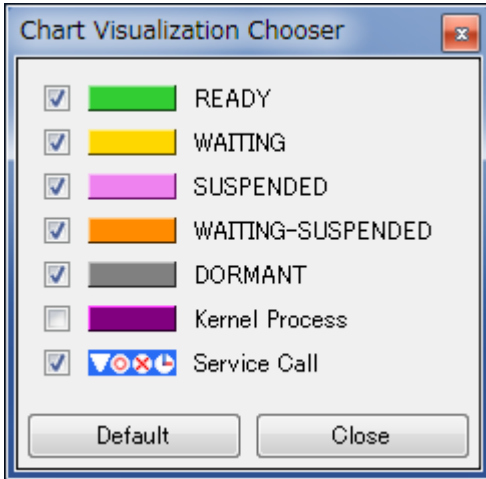 Chart Visualization Chooser
READY
WAITING
SUSPENDED
WAITING-SUSPENDED
DORMANT
Kernel Process
Service Call
Default Close